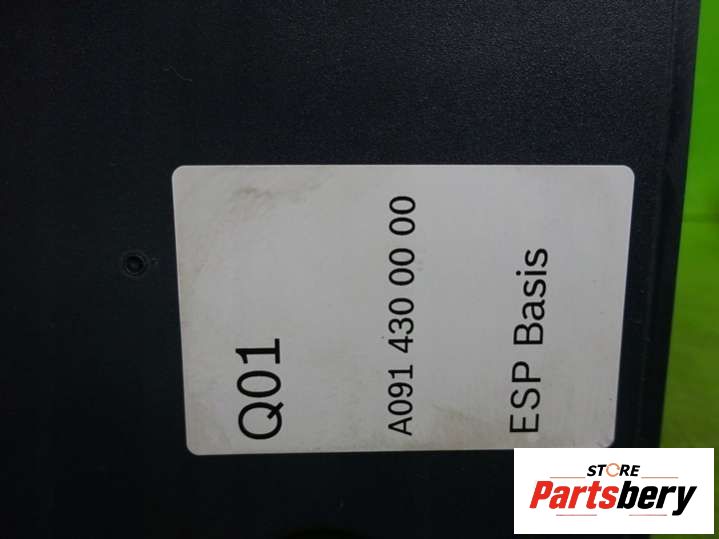 Q01
A091 430 00 00
ESP Basis
STORE
Partsbery